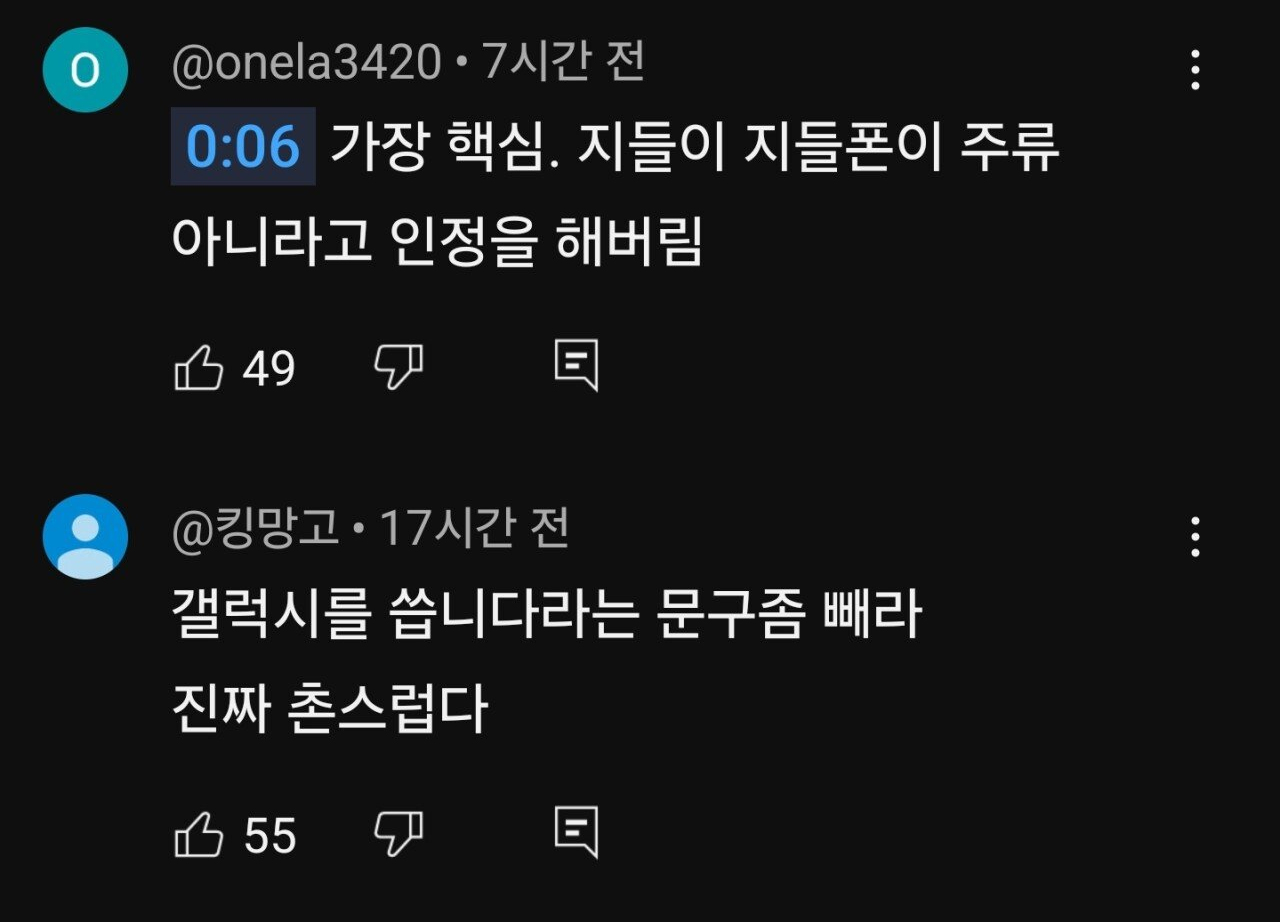 O
@onela3420 • 7시간 전
0:06 가장 핵심. 지들이 지들폰이 주류
아니라고 인정을 해버림
49
@킹망고 • 17시간 전
갤럭시를 씁니다라는 문구좀 빼라
진짜 촌스럽다
55